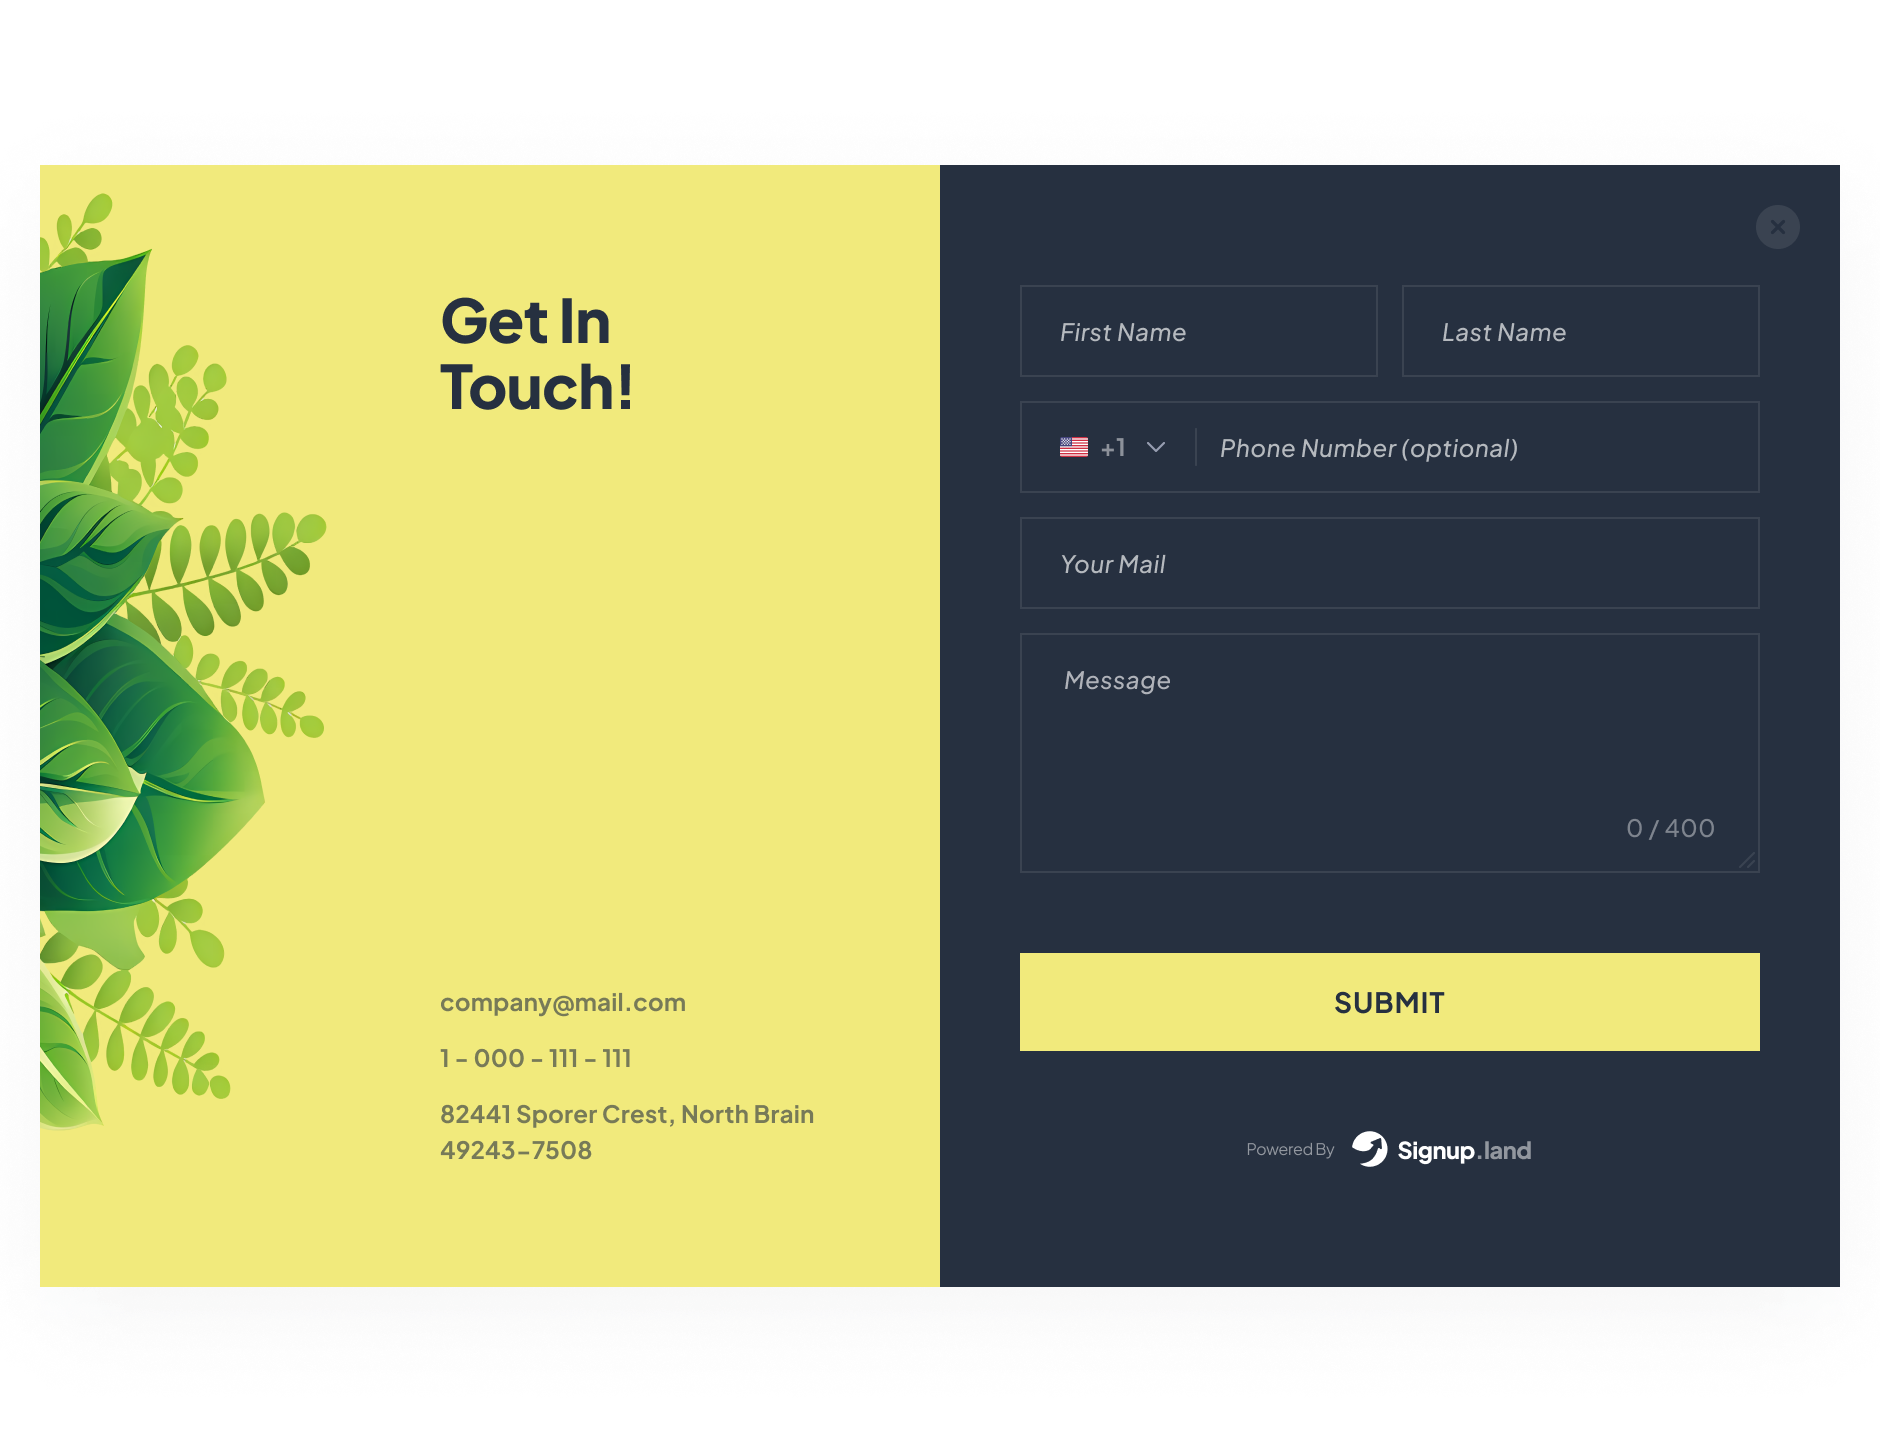 Get In
Touch!
company@mail.com
1 - 000 - 111 - 111
82441 Sporer Crest, North Brain
49243-7508
First Name
Last Name
+1
Phone Number (optional)
Your Mail
Message
0 / 400
SUBMIT
Powered By Signup.land